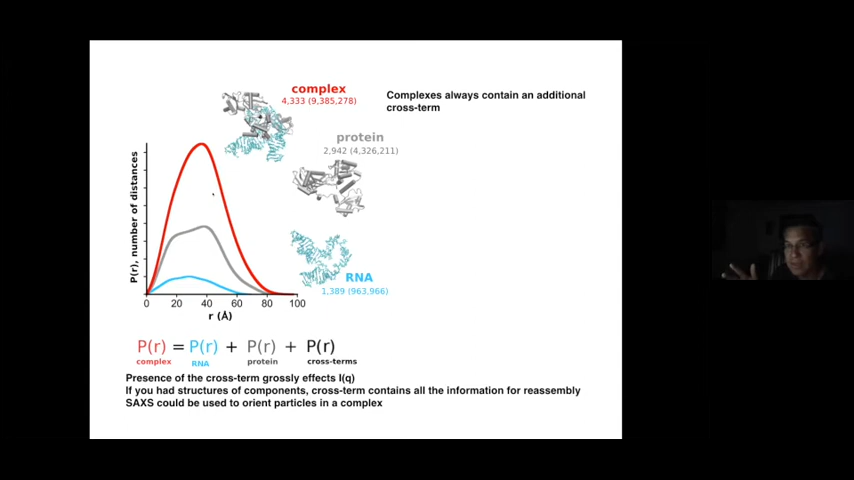 complex
4,333 (9,385,278)
Complexes always contain an additional
cross-term
protein
2,942 (4,326,211)
RNA
1,389 (963,966)
P(r), number of distances
0 20 40 60 80 100
r (Å)
P(r) = P(r) + P(r) + P(r)
complex RNA protein cross-terms
Presence of the cross-term grossly effects I(q)
If you had structures of components, cross-term contains all the information for reassembly
SAXS could be used to orient particles in a complex